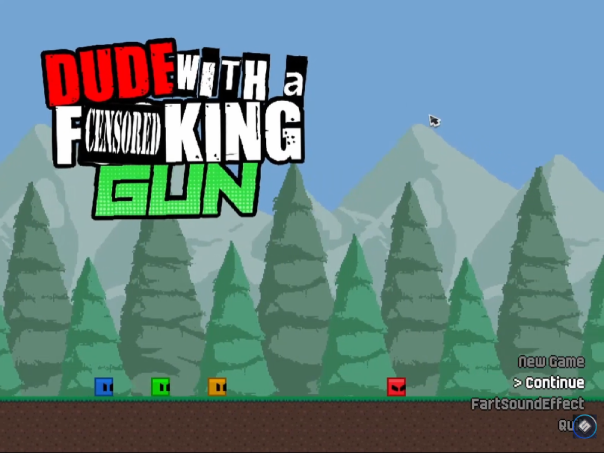 DUDE WITH a
F CENSORED KING
GUN
New Game
> Continue
FartSoundEffect